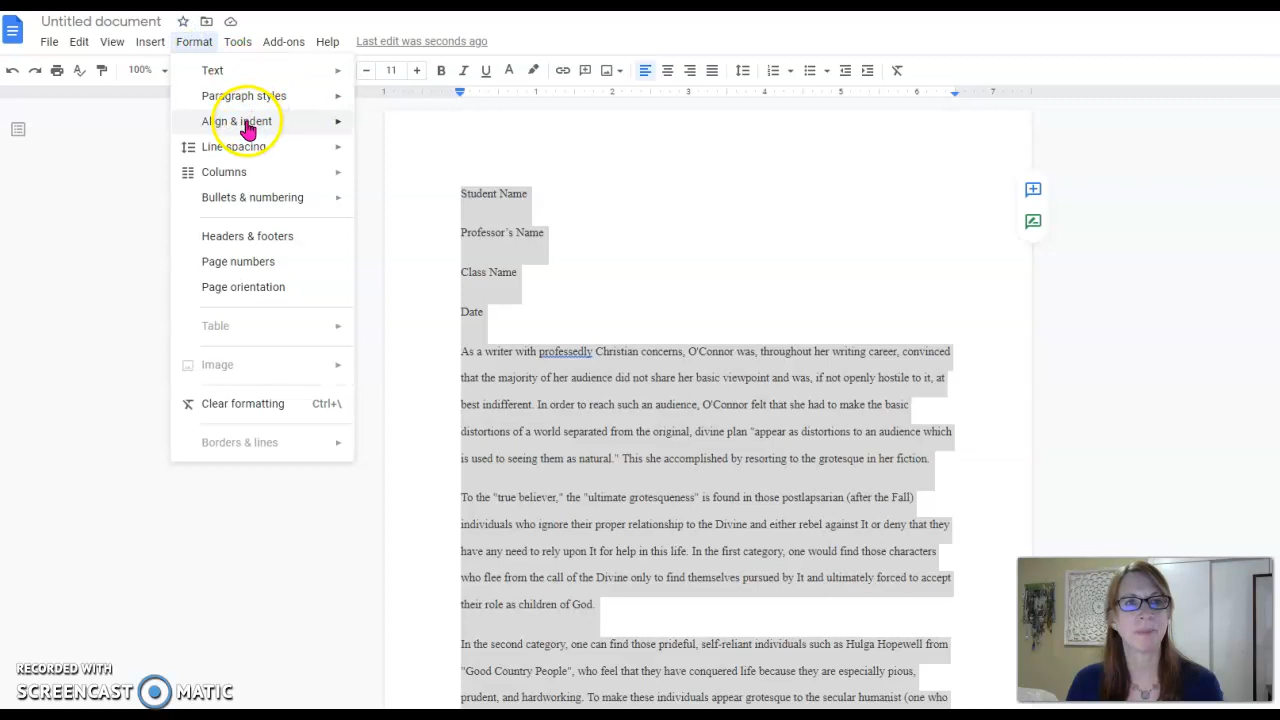 Untitled document
File Edit View Insert Format Tools Add-ons Help Last edit was seconds ago
100% 11 B I U A
1 1 2 3 4 5 6 7
Text
Paragraph styles
Align & indent
Line spacing
Columns
Bullets & numbering
Headers & footers
Page numbers
Page orientation
Table
Image
Clear formatting Ctrl+\
Borders & lines
Student Name
Professor's Name
Class Name
Date
As a writer with professedly Christian concerns, O'Connor was, throughout her writing career, convinced
that the majority of her audience did not share her basic viewpoint and was, if not openly hostile to it, at
best indifferent. In order to reach such an audience, O'Connor felt that she had to make the basic
distortions of a world separated from the original, divine plan "appear as distortions to an audience which
is used to seeing them as natural." This she accomplished by resorting to the grotesque in her fiction.
To the "true believer," the "ultimate grotesqueness" is found in those postlapsarian (after the Fall)
individuals who ignore their proper relationship to the Divine and either rebel against It or deny that they
have any need to rely upon It for help in this life. In the first category, one would find those characters
who flee from the call of the Divine only to find themselves pursued by It and ultimately forced to accept
their role as children of God.
In the second category, one can find those prideful, self-reliant individuals such as Hulga Hopewell from
"Good Country People", who feel that they have conquered life because they are especially pious,
prudent, and hardworking. To make these individuals appear grotesque to the secular humanist (one who
RECORDED WITH
SCREENCAST MATIC